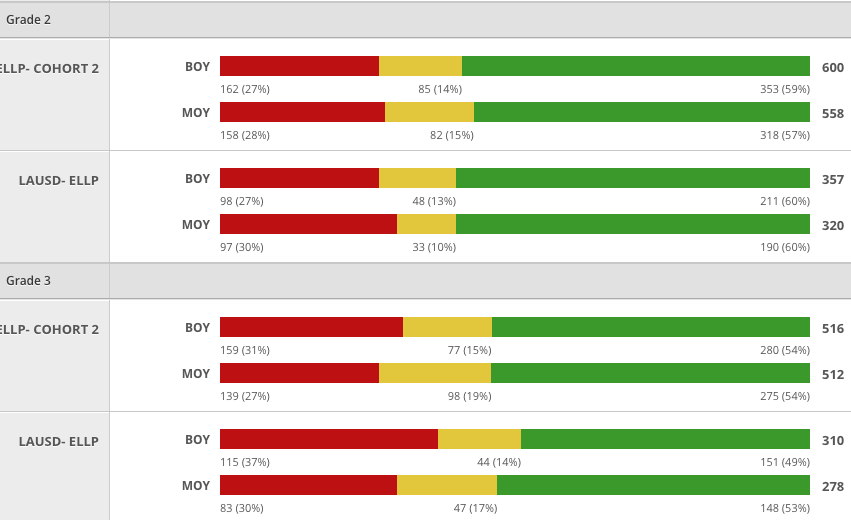 Grade 2
ELLP- COHORT 2
BOY 600
162 (27%) 85 (14%) 353 (59%)
MOY 558
158 (28%) 82 (15%) 318 (57%)
LAUSD- ELLP
BOY 357
98 (27%) 48 (13%) 211 (60%)
MOY 320
97 (30%) 33 (10%) 190 (60%)
Grade 3
ELLP- COHORT 2
BOY 516
159 (31%) 77 (15%) 280 (54%)
MOY 512
139 (27%) 98 (19%) 275 (54%)
LAUSD- ELLP
BOY 310
115 (37%) 44 (14%) 151 (49%)
MOY 278
83 (30%) 47 (17%) 148 (53%)